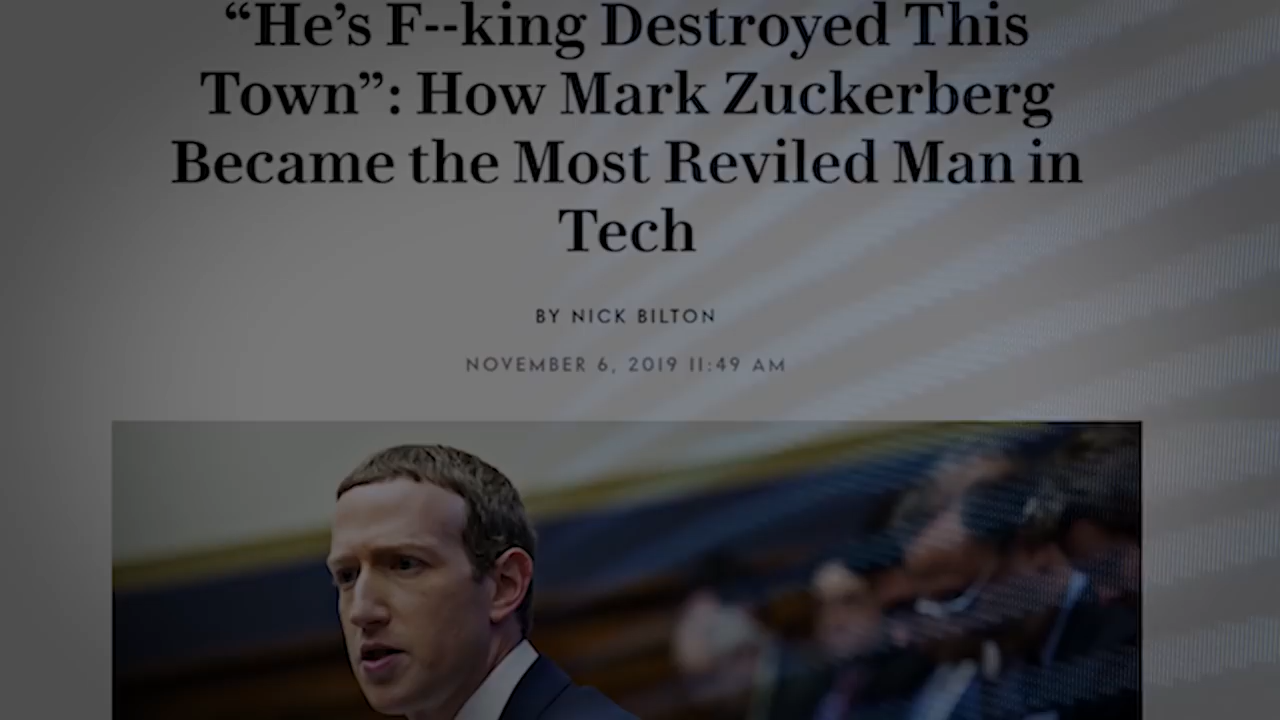 “He’s F--king Destroyed This
Town”: How Mark Zuckerberg
Became the Most Reviled Man in
Tech
BY NICK BILTON
NOVEMBER 6, 2019 11:49 AM